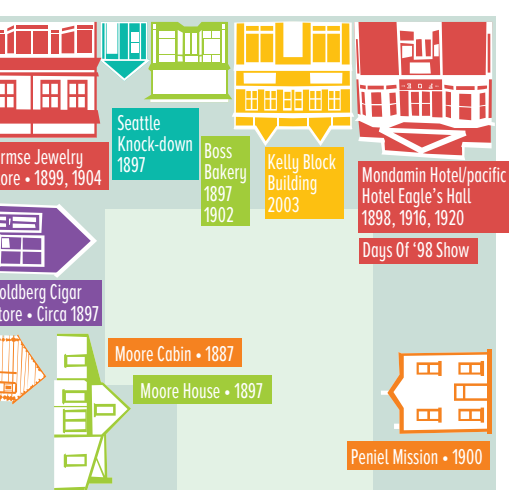 Seattle
Knock-down
1897
Boss
Bakery
1897
1902
Kelly Block
Building
2003
Mondamin Hotel/pacific
Hotel Eagle's Hall
1898, 1916, 1920
Days Of '98 Show
rmse Jewelry
ore • 1899, 1904
oldberg Cigar
tore • Circa 1897
Moore Cabin • 1887
Moore House • 1897
Peniel Mission • 1900